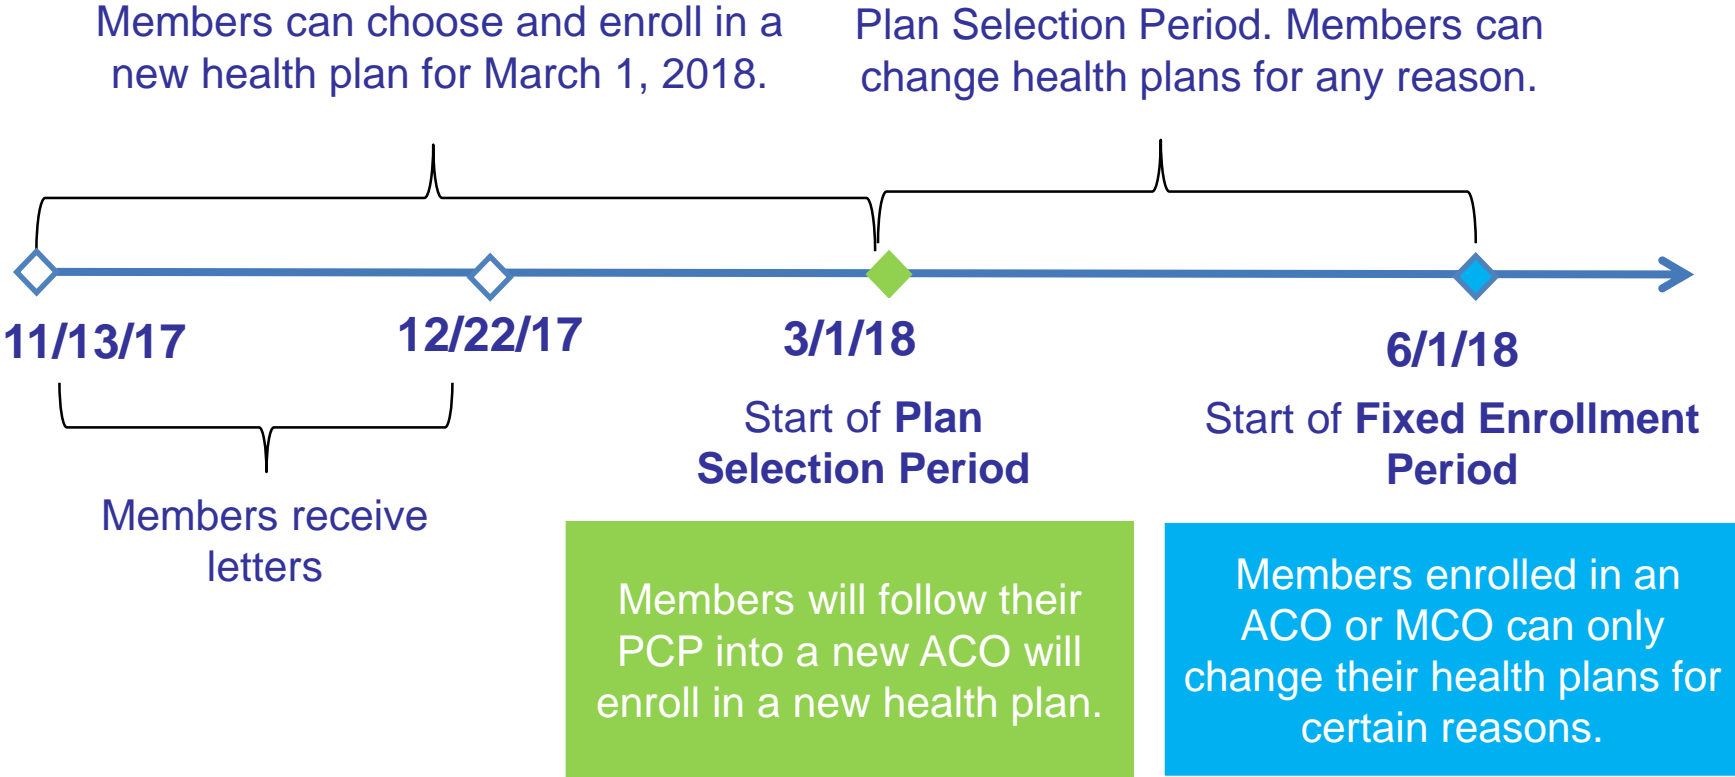 Members can choose and enroll in a
new health plan for March 1, 2018.
Plan Selection Period. Members can
change health plans for any reason.
11/13/17
12/22/17
3/1/18
6/1/18
Members receive
letters
Start of Plan
Selection Period
Start of Fixed Enrollment
Period
Members will follow their
PCP into a new ACO will
enroll in a new health plan.
Members enrolled in an
ACO or MCO can only
change their health plans for
certain reasons.